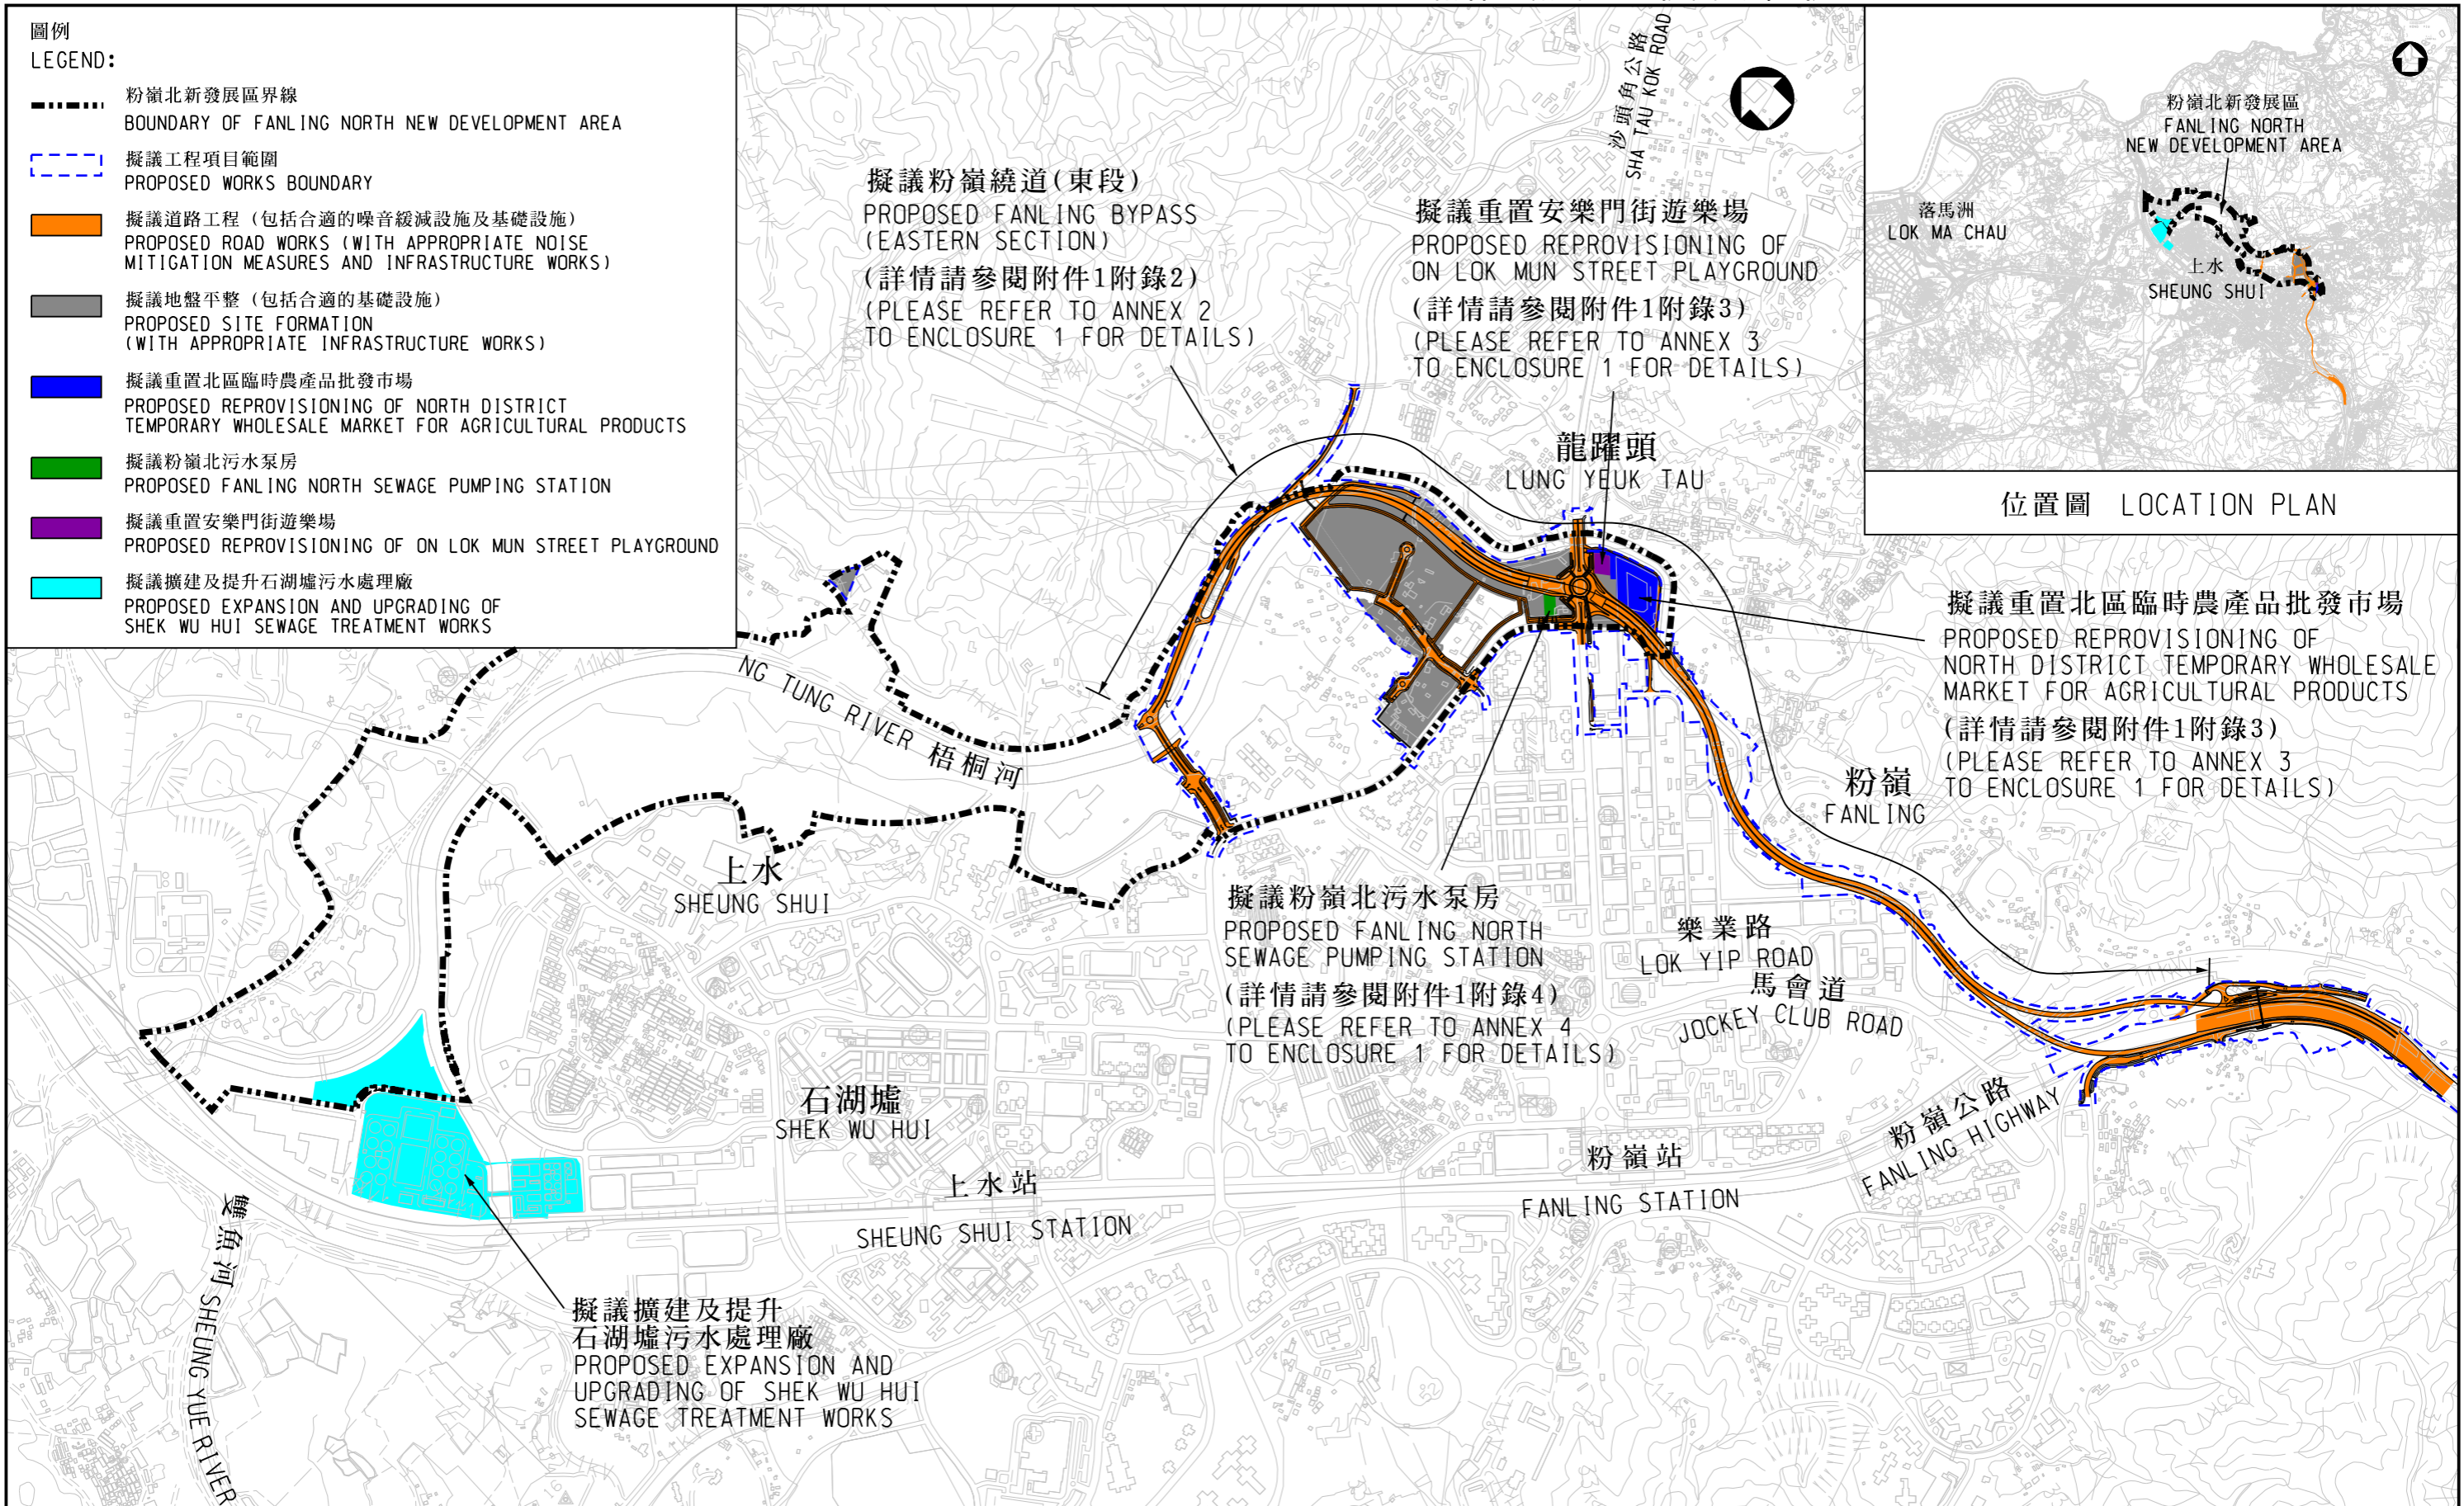 圖例
LEGEND:
粉嶺北新發展區界線
BOUNDARY OF FANLING NORTH NEW DEVELOPMENT AREA
擬議工程項目範圍
PROPOSED WORKS BOUNDARY
擬議道路工程 (包括合適的噪音緩減設施及基礎設施)
PROPOSED ROAD WORKS (WITH APPROPRIATE NOISE
MITIGATION MEASURES AND INFRASTRUCTURE WORKS)
擬議地盤平整 (包括合適的基礎設施)
PROPOSED SITE FORMATION
(WITH APPROPRIATE INFRASTRUCTURE WORKS)
擬議重置北區臨時農產品批發市場
PROPOSED REPROVISIONING OF NORTH DISTRICT
TEMPORARY WHOLESALE MARKET FOR AGRICULTURAL PRODUCTS
擬議粉嶺北污水泵房
PROPOSED FANLING NORTH SEWAGE PUMPING STATION
擬議重置安樂門街遊樂場
PROPOSED REPROVISIONING OF ON LOK MUN STREET PLAYGROUND
擬議擴建及提升石湖墟污水處理廠
PROPOSED EXPANSION AND UPGRADING OF
SHEK WU HUI SEWAGE TREATMENT WORKS
擬議粉嶺繞道(東段)
PROPOSED FANLING BYPASS
(EASTERN SECTION)
(詳情請參閱附件1附錄2)
(PLEASE REFER TO ANNEX 2
TO ENCLOSURE 1 FOR DETAILS)
沙頭角公路
SHA TAU KOK ROAD
擬議重置安樂門街遊樂場
PROPOSED REPROVISIONING OF
ON LOK MUN STREET PLAYGROUND
(詳情請參閱附件1附錄3)
(PLEASE REFER TO ANNEX 3
TO ENCLOSURE 1 FOR DETAILS)
粉嶺北新發展區
FANLING NORTH
NEW DEVELOPMENT AREA
落馬洲
LOK MA CHAU
上水
SHEUNG SHUI
位置圖 LOCATION PLAN
龍躍頭
LUNG YEUK TAU
擬議重置北區臨時農產品批發市場
PROPOSED REPROVISIONING OF
NORTH DISTRICT TEMPORARY WHOLESALE
MARKET FOR AGRICULTURAL PRODUCTS
(詳情請參閱附件1附錄3)
(PLEASE REFER TO ANNEX 3
TO ENCLOSURE 1 FOR DETAILS)
NG TUNG RIVER 梧桐河
粉嶺
FANLING
上水
SHEUNG SHUI
擬議粉嶺北污水泵房
PROPOSED FANLING NORTH
SEWAGE PUMPING STATION
(詳情請參閱附件1附錄4)
(PLEASE REFER TO ANNEX 4
TO ENCLOSURE 1 FOR DETAILS)
樂業路
LOK YIP ROAD
馬會道
JOCKEY CLUB ROAD
石湖墟
SHEK WU HUI
粉嶺公路
FANLING HIGHWAY
上水站
SHEUNG SHUI STATION
粉嶺站
FANLING STATION
雙魚河 SHEUNG YUE RIVER
擬議擴建及提升
石湖墟污水處理廠
PROPOSED EXPANSION AND
UPGRADING OF SHEK WU HUI
SEWAGE TREATMENT WORKS